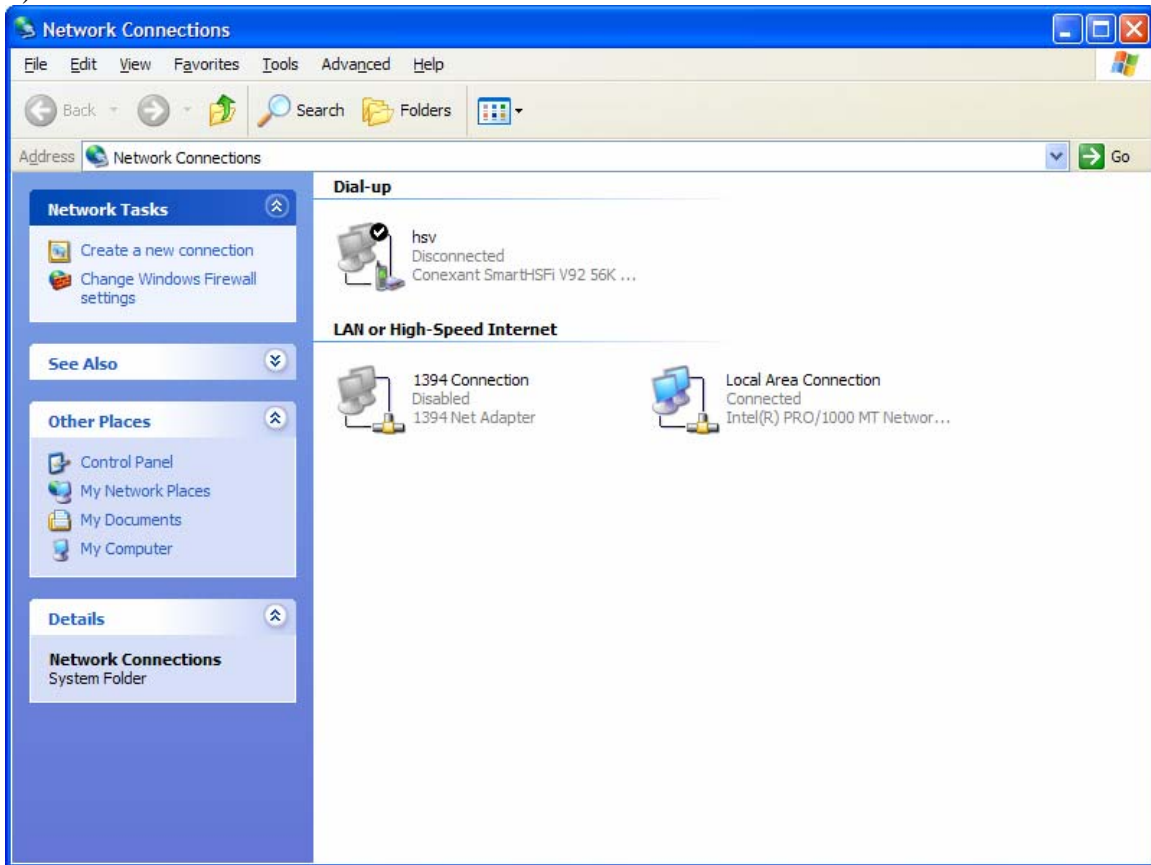 Network Connections
File Edit View Favorites Tools Advanced Help
Back Search Folders
Address Network Connections Go
Network Tasks
Create a new connection
Change Windows Firewall
settings
See Also
Other Places
Control Panel
My Network Places
My Documents
My Computer
Details
Network Connections
System Folder
Dial-up
hsv
Disconnected
Conexant SmartHSFi V92 56K ...
LAN or High-Speed Internet
1394 Connection
Disabled
1394 Net Adapter
Local Area Connection
Connected
Intel(R) PRO/1000 MT Networ...